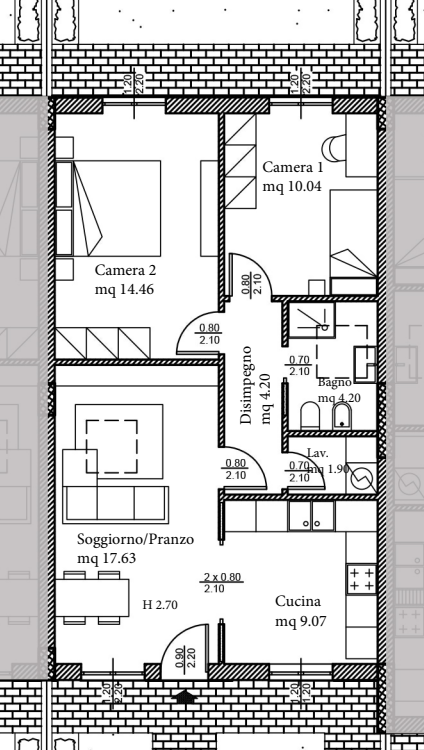 1.20
2.20
1.20
2.20
Camera 1
mq 10.04
Camera 2
mq 14.46
0.80
2.10
0.80
2.10
0.70
2.10
Disimpegno
mq 4.20
Bagno
mq 4.20
Lav.
mq 1.90
0.80
2.10
0.70
2.10
Soggiorno/Pranzo
mq 17.63
2 x 0.80
2.10
H 2.70
Cucina
mq 9.07
0.90
2.20
1.20
2.20
1.20
2.20